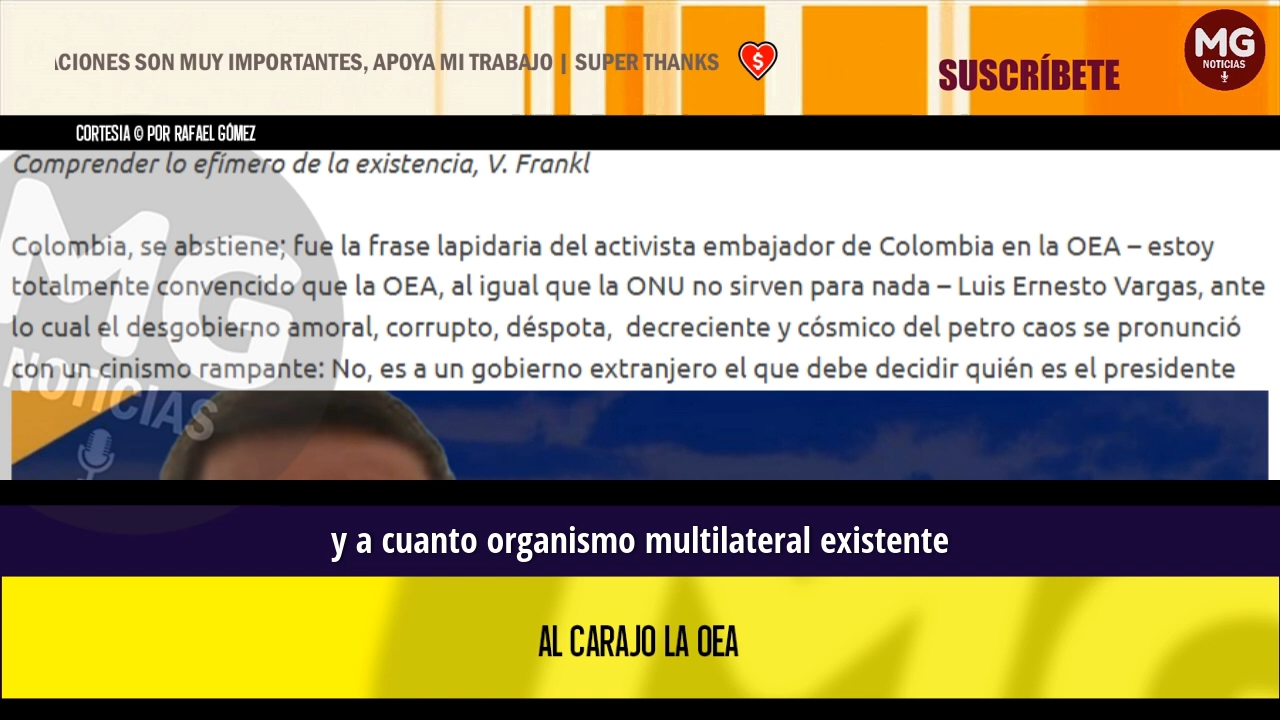 ACIONES SON MUY IMPORTANTES, APOYA MI TRABAJO | SUPER THANKS
SUSCRÍBETE
MG
NOTICIAS
CORTESIA © POR RAFAEL GÓMEZ
Comprender lo efímero de la existencia, V. Frankl
Colombia, se abstiene; fue la frase lapidaria del activista embajador de Colombia en la OEA – estoy
totalmente convencido que la OEA, al igual que la ONU no sirven para nada – Luis Ernesto Vargas, ante
lo cual el desgobierno amoral, corrupto, déspota, decreciente y cósmico del petro caos se pronunció
con un cinismo rampante: No, es a un gobierno extranjero el que debe decidir quién es el presidente
MG
NOTICIAS
y a cuanto organismo multilateral existente
AL CARAJO LA OEA